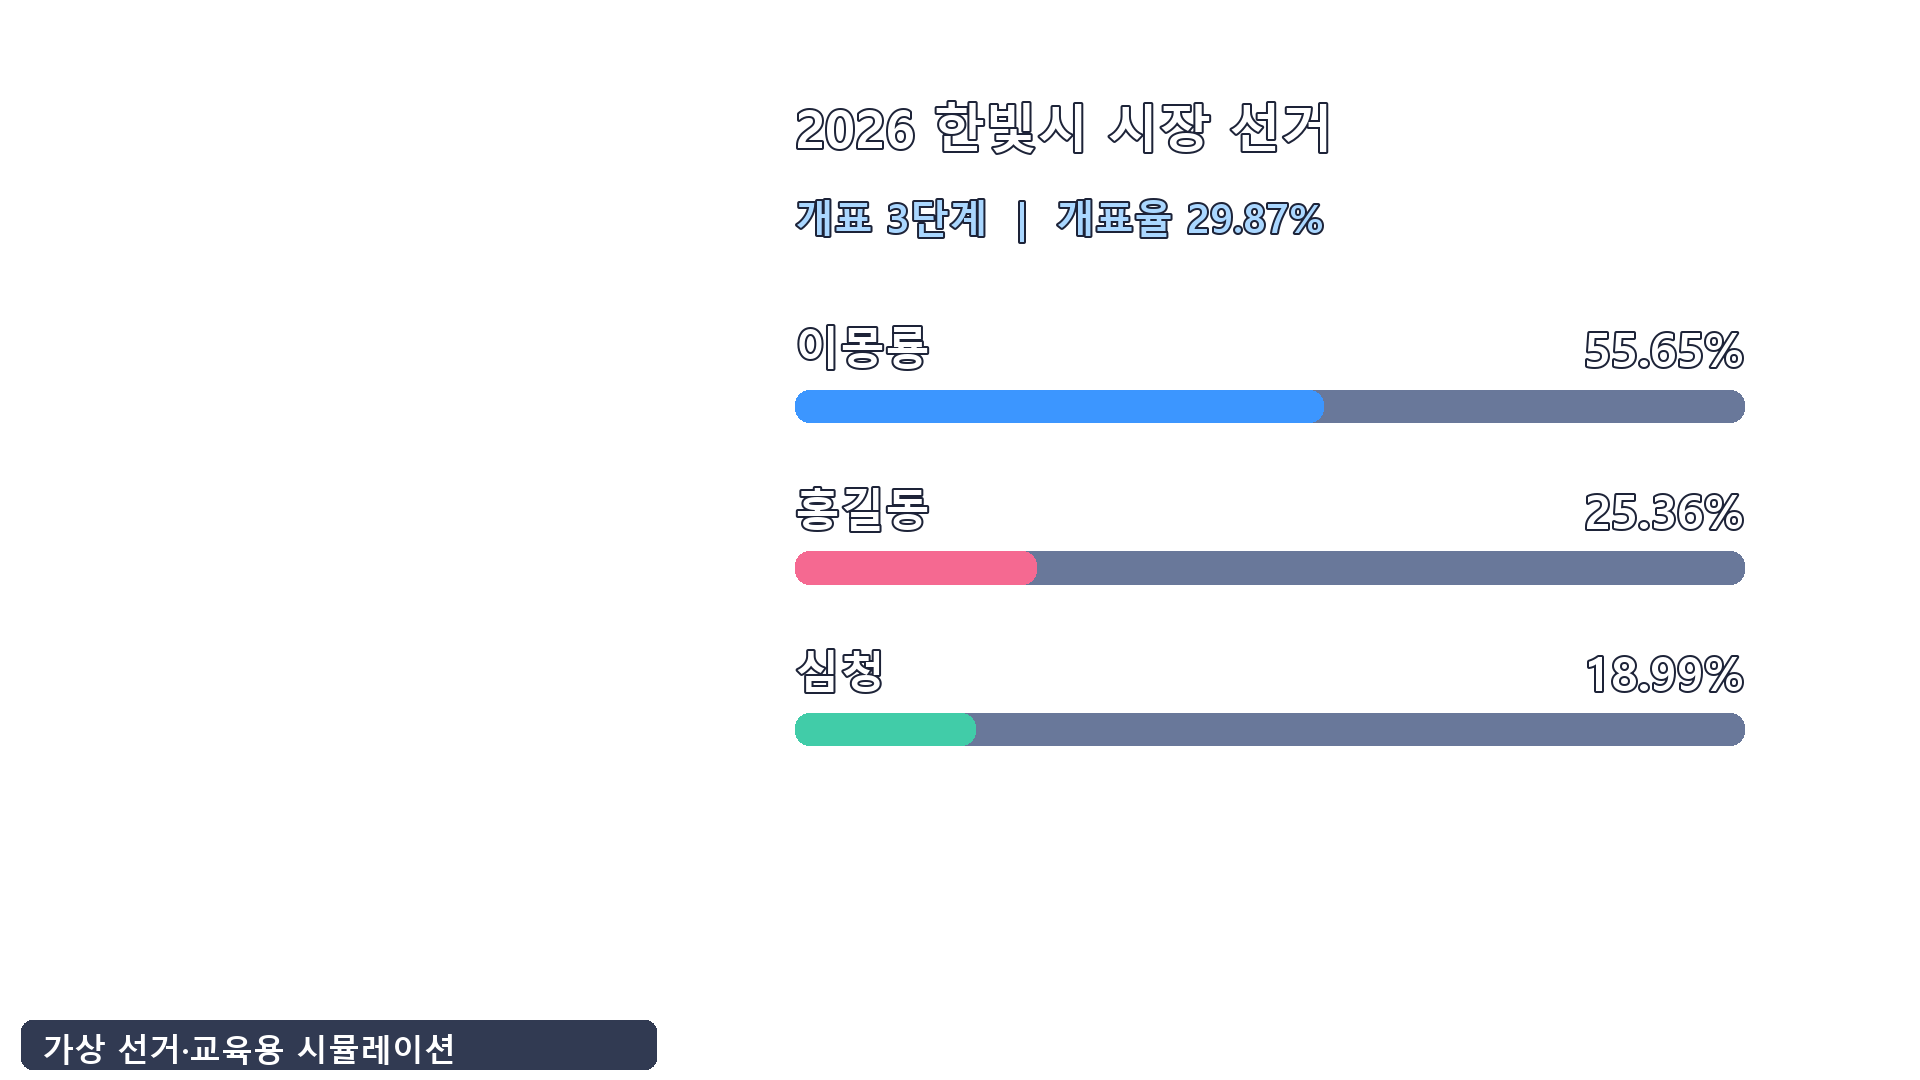 2026 한빛시 시장 선거
개표 3단계 | 개표율 29.87%
이몽룡 55.65%
홍길동 25.36%
심청 18.99%
가상 선거·교육용 시뮬레이션